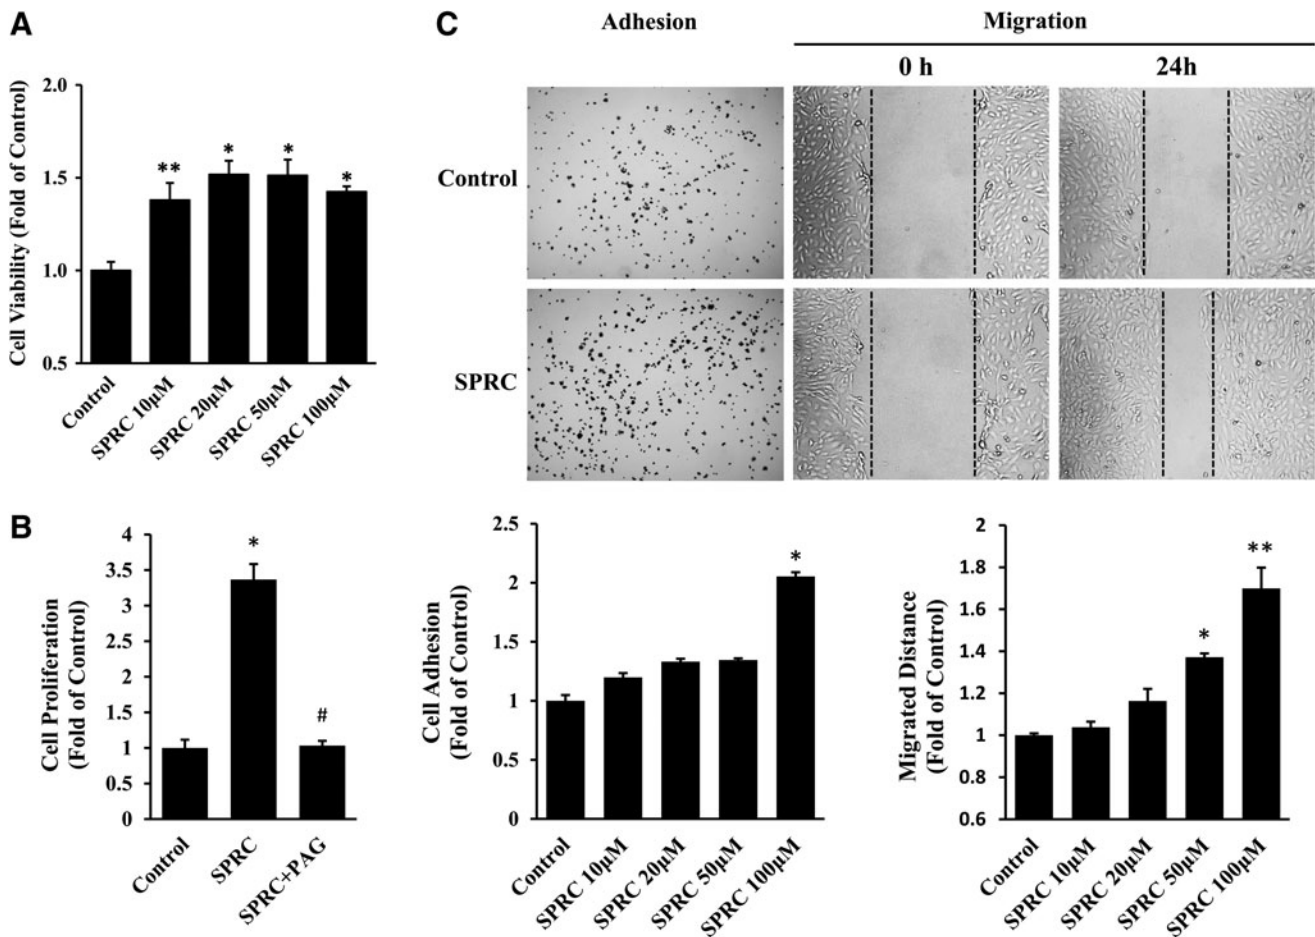 A
Cell Viability (Fold of Control)
2.0
1.5
1.0
0.5
**
*
*
*
Control
SPRC 10μM
SPRC 20μM
SPRC 50μM
SPRC 100μM
C
Adhesion
Migration
0 h
24h
Control
SPRC
B
Cell Proliferation
(Fold of Control)
4
3.5
3
2.5
2
1.5
1
0.5
0
*
#
Control
SPRC
SPRC+PAG
Cell Adhesion
(Fold of Control)
2.5
2
1.5
1
0.5
0
*
Control
SPRC 10μM
SPRC 20μM
SPRC 50μM
SPRC 100μM
Migrated Distance
(Fold of Control)
2
1.8
1.6
1.4
1.2
1
0.8
0.6
*
**
Control
SPRC 10μM
SPRC 20μM
SPRC 50μM
SPRC 100μM